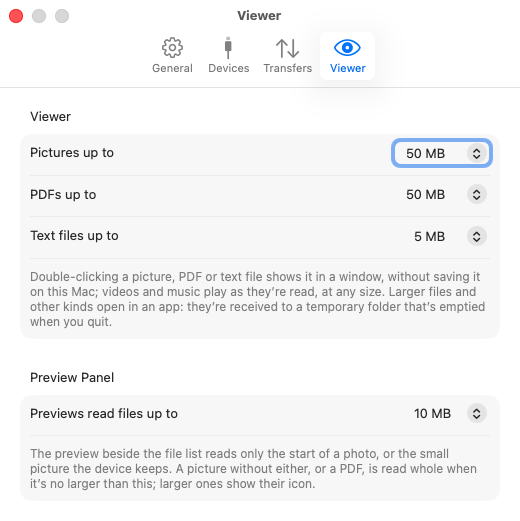 Viewer
General
Devices
Transfers
Viewer
Viewer
Pictures up to
50 MB
PDFs up to
50 MB
Text files up to
5 MB
Double-clicking a picture, PDF or text file shows it in a window, without saving it
on this Mac; videos and music play as they’re read, at any size. Larger files and
other kinds open in an app: they’re received to a temporary folder that’s emptied
when you quit.
Preview Panel
Previews read files up to
10 MB
The preview beside the file list reads only the start of a photo, or the small
picture the device keeps. A picture without either, or a PDF, is read whole when
it’s no larger than this; larger ones show their icon.